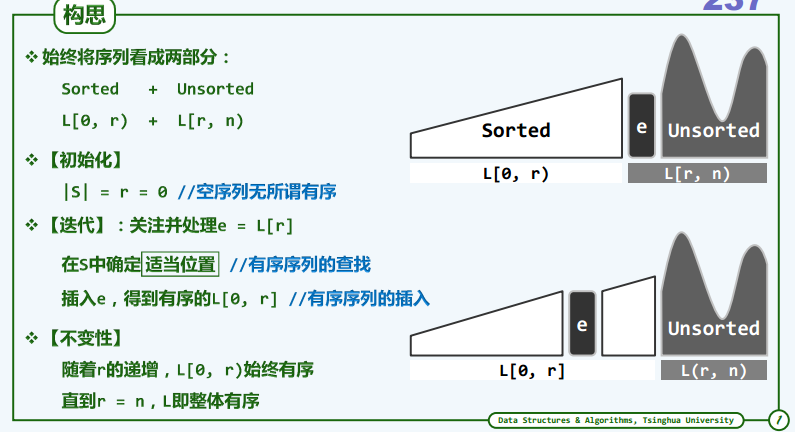 237
构思
❖ 始终将序列看成两部分：
Sorted + Unsorted
L[0, r) + L[r, n)
❖ 【初始化】
|S| = r = 0 //空序列无所谓有序
❖ 【迭代】：关注并处理e = L[r]
在S中确定适当位置 //有序序列的查找
插入e，得到有序的L[0, r] //有序序列的插入
❖ 【不变性】
随着r的递增，L[0, r)始终有序
直到r = n，L即整体有序
Sorted
e
Unsorted
L[0, r)
L[r, n)
e
Unsorted
L[0, r]
L(r, n)
Data Structures & Algorithms, Tsinghua University